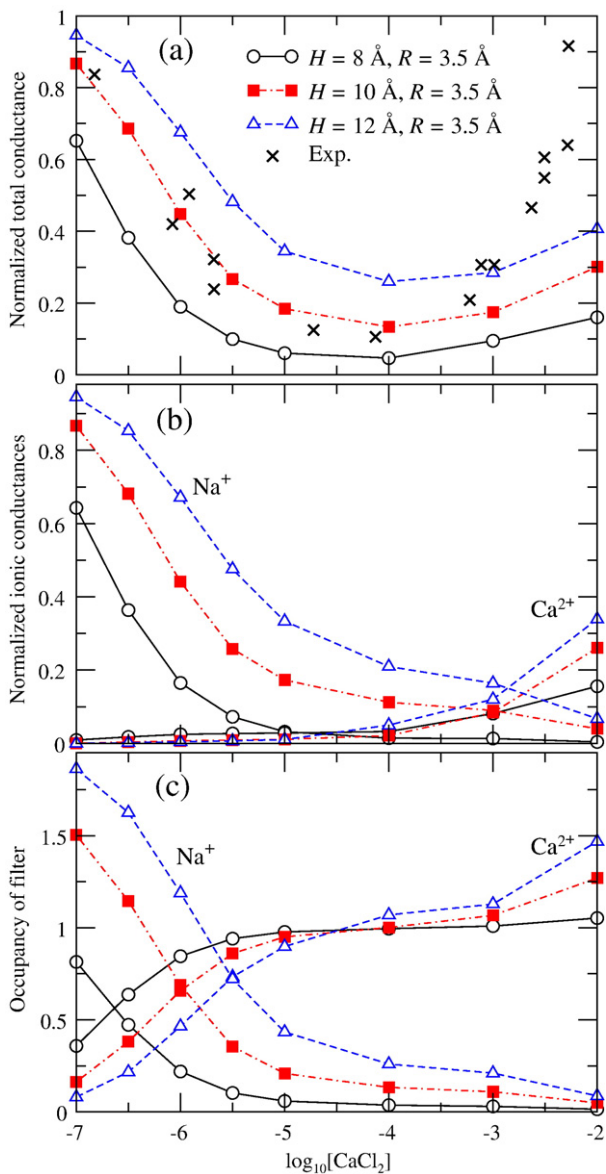 (a)
H = 8 Å, R = 3.5 Å
H = 10 Å, R = 3.5 Å
H = 12 Å, R = 3.5 Å
Exp.
Normalized total conductance
1
0.8
0.6
0.4
0.2
0
(b)
Na⁺
Ca²⁺
Normalized ionic conductances
0.8
0.6
0.4
0.2
0
(c)
Na⁺
Ca²⁺
Occupancy of filter
1.5
1
0.5
0
-7 -6 -5 -4 -3 -2
log₁₀[CaCl₂]